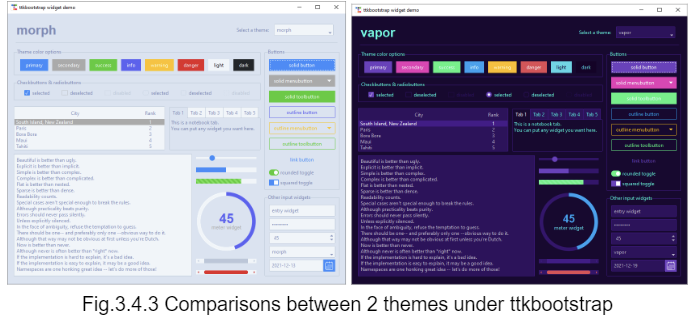 ttkbootstrap widget demo
morph
Select a theme:
morph
Theme color options
primary secondary success info warning danger light dark
Checkbuttons & radiobuttons
selected deselected selected deselected
City Rank
South Island, New Zealand 1
Paris 2
Bora Bora 3
Maui 4
Tahiti 5
Tab 1 Tab 2 Tab 3 Tab 4 Tab 5
This is a notebook tab.
You can put any widget you want here.
Beautiful is better than ugly.
Explicit is better than implicit.
Simple is better than complex.
Complex is better than complicated.
Flat is better than nested.
Sparse is better than dense.
Readability counts.
Special cases aren't special enough to break the rules.
Although practicality beats purity.
Errors should never pass silently.
Unless explicitly silenced.
In the face of ambiguity, refuse the temptation to guess.
There should be one-- and preferably only one --obvious way to do it.
Although that way may not be obvious at first unless you're Dutch.
Now is better than never.
Although never is often better than *right* now.
If the implementation is hard to explain, it's a bad idea.
If the implementation is easy to explain, it may be a good idea.
Namespaces are one honking great idea -- let's do more of those!
45
meter widget
Buttons
solid button
solid menubutton
solid toolbutton
outline button
outline menubutton
outline toolbutton
link button
rounded toggle
squared toggle
Other input widgets
entry widget
45
morph
2021-12-19
ttkbootstrap widget demo
vapor
Select a theme:
vapor
Theme color options
primary secondary success info warning danger light dark
Checkbuttons & radiobuttons
selected selected
City Rank
South Island, New Zealand 1
Paris 2
Bora Bora 3
Maui 4
Tahiti 5
Tab 1 Tab 2 Tab 3 Tab 4 Tab 5
This is a notebook tab.
You can put any widget you want here.
Beautiful is better than ugly.
Explicit is better than implicit.
Simple is better than complex.
Complex is better than complicated.
Flat is better than nested.
Sparse is better than dense.
Readability counts.
Special cases aren't special enough to break the rules.
Although practicality beats purity.
Errors should never pass silently.
Unless explicitly silenced.
In the face of ambiguity, refuse the temptation to guess.
There should be one-- and preferably only one --obvious way to do it.
Although that way may not be obvious at first unless you're Dutch.
Now is better than never.
Although never is often better than *right* now.
If the implementation is hard to explain, it's a bad idea.
If the implementation is easy to explain, it may be a good idea.
Namespaces are one honking great idea -- let's do more of those!
45
meter widget
Buttons
solid button
solid menubutton
solid toolbutton
outline button
outline menubutton
outline toolbutton
link button
rounded toggle
squared toggle
Other input widgets
entry widget
45
vapor
2021-12-19
Fig.3.4.3 Comparisons between 2 themes under ttkbootstrap